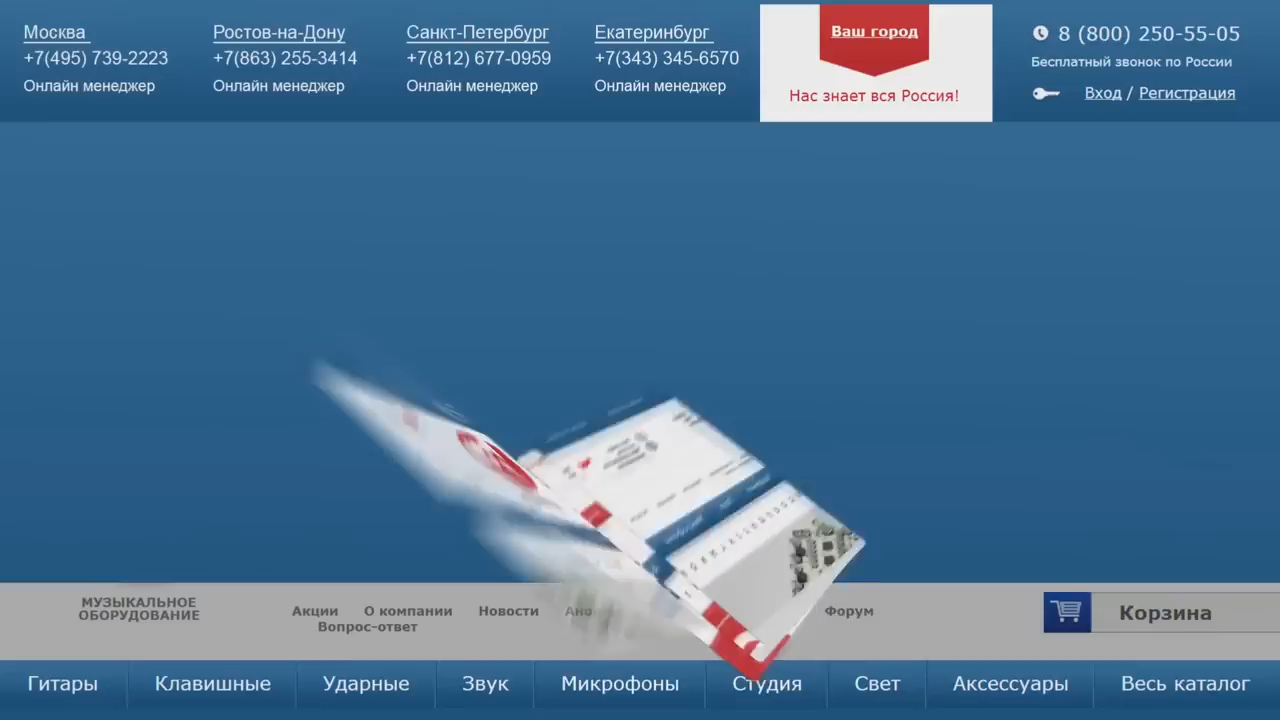 Москва
+7(495) 739-2223
Онлайн менеджер
Ростов-на-Дону
+7(863) 255-3414
Онлайн менеджер
Санкт-Петербург
+7(812) 677-0959
Онлайн менеджер
Екатеринбург
+7(343) 345-6570
Онлайн менеджер
Ваш город
Нас знает вся Россия!
8 (800) 250-55-05
Бесплатный звонок по России
Вход / Регистрация
МУЗЫКАЛЬНОЕ
ОБОРУДОВАНИЕ
Акции О компании Новости Форум
Вопрос-ответ
Корзина
Гитары Клавишные Ударные Звук Микрофоны Студия Свет Аксессуары Весь каталог